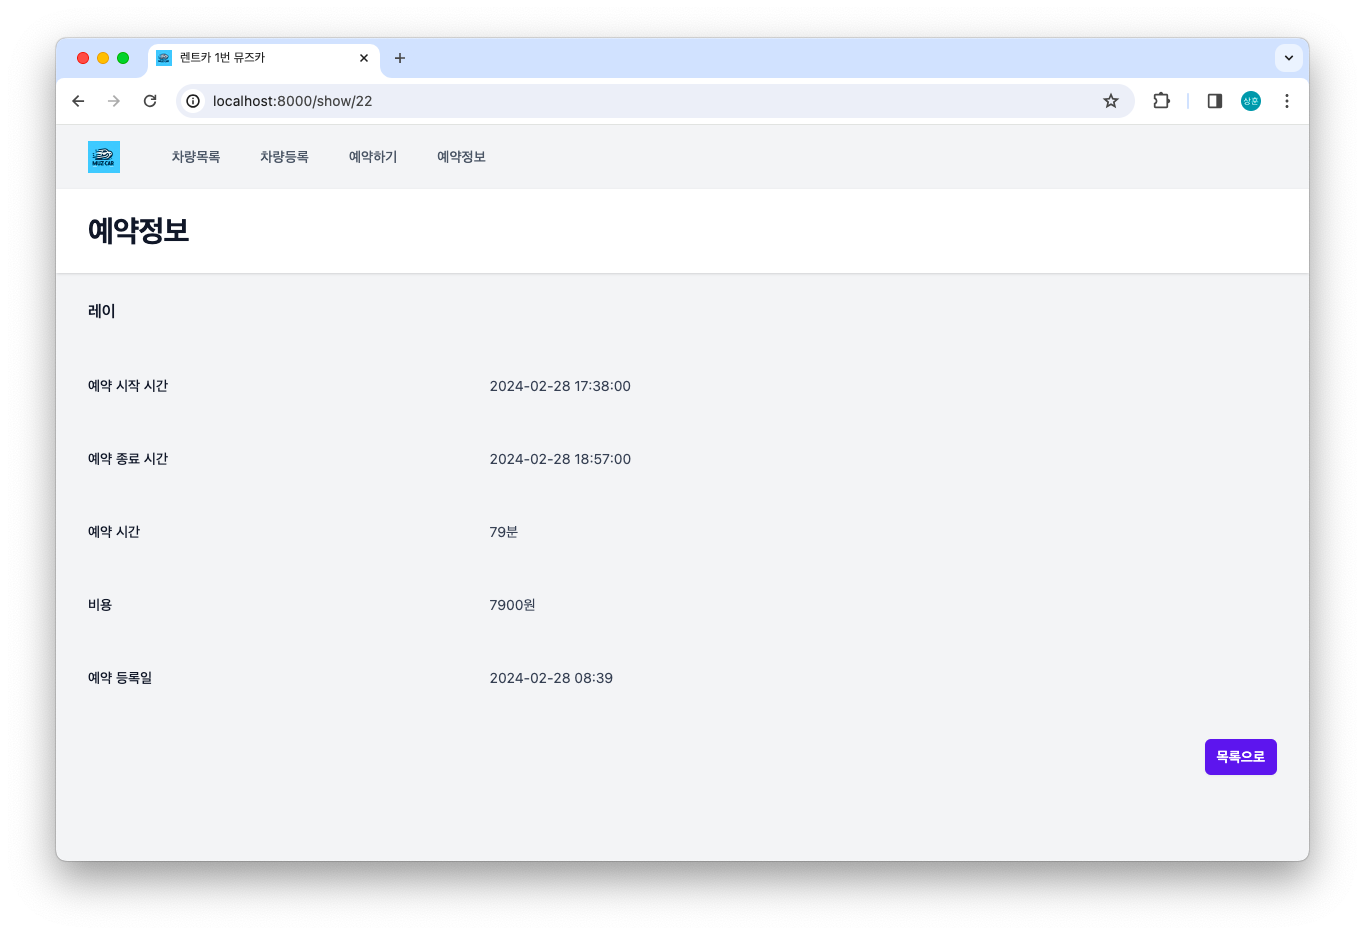 렌트카 1번 뮤즈카
localhost:8000/show/22
상훈
MUZ CAR
차량목록 차량등록 예약하기 예약정보
예약정보
레이
예약 시작 시간 2024-02-28 17:38:00
예약 종료 시간 2024-02-28 18:57:00
예약 시간 79분
비용 7900원
예약 등록일 2024-02-28 08:39
목록으로